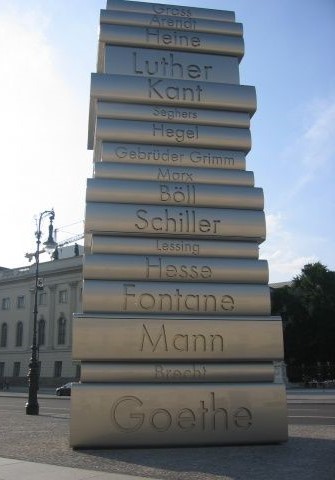 Grass
Arendt
Heine
Luther
Kant
Seghers
Hegel
Gebrüder Grimm
Marx
Böll
Schiller
Lessing
Hesse
Fontane
Mann
Brecht
Goethe